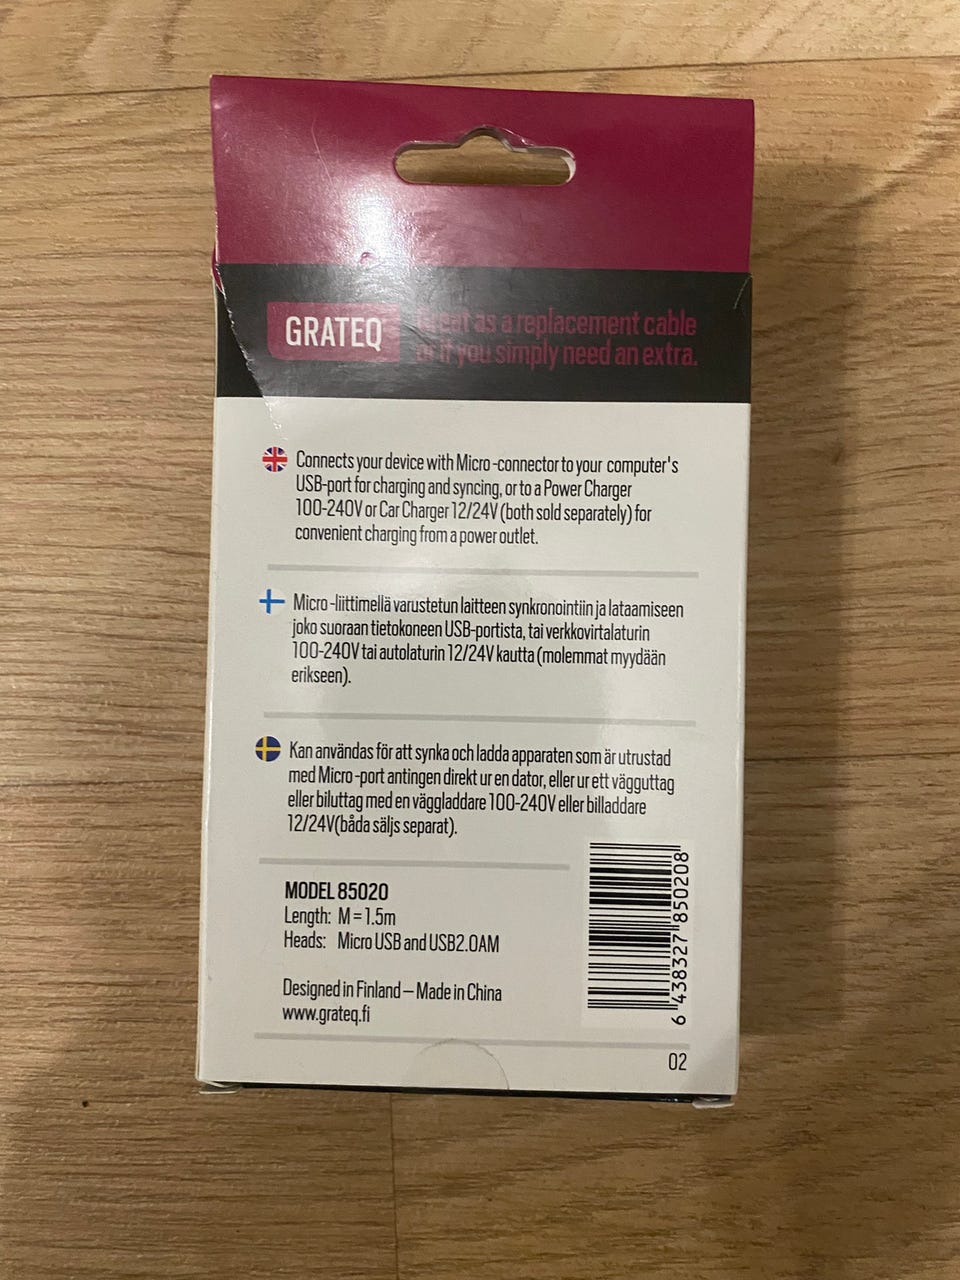 GRATEQ
Great as a replacement cable
or if you simply need an extra.
Connects your device with Micro -connector to your computer's
USB-port for charging and syncing, or to a Power Charger
100-240V or Car Charger 12/24V (both sold separately) for
convenient charging from a power outlet.
Micro -liittimellä varustetun laitteen synkronointiin ja lataamiseen
joko suoraan tietokoneen USB-portista, tai verkkovirtalaturin
100-240V tai autolaturin 12/24V kautta (molemmat myydään
erikseen).
Kan användas för att synka och ladda apparaten som är utrustad
med Micro -port antingen direkt ur en dator, eller ur ett vägguttag
eller biluttag med en väggladdare 100-240V eller billaddare
12/24V(båda säljs separat).
MODEL 85020
Length: M = 1.5m
Heads: Micro USB and USB2.0AM
Designed in Finland – Made in China
www.grateq.fi
6 438327 850208
02